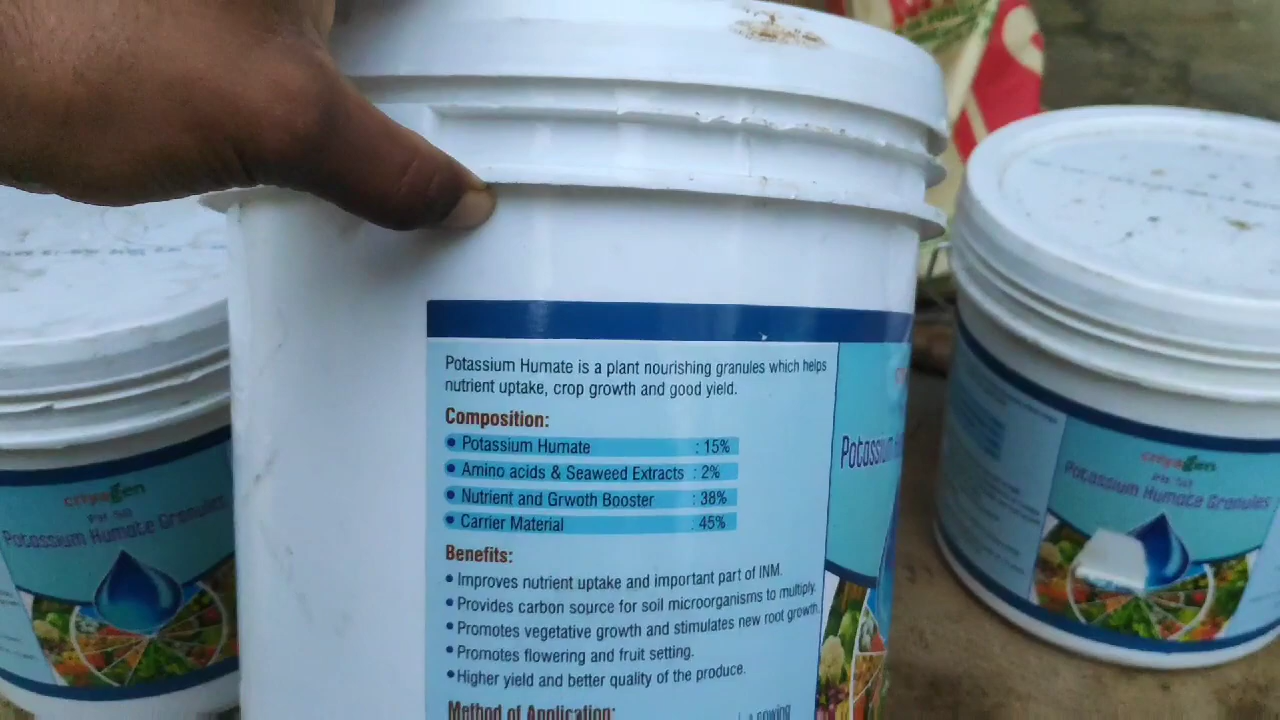 Potassium Humate is a plant nourishing granules which helps
nutrient uptake, crop growth and good yield.
Composition:
• Potassium Humate : 15%
• Amino acids & Seaweed Extracts : 2%
• Nutrient and Grwoth Booster : 38%
• Carrier Material : 45%
Benefits:
• Improves nutrient uptake and important part of INM.
• Provides carbon source for soil microorganisms to multiply.
• Promotes vegetative growth and stimulates new root growth.
• Promotes flowering and fruit setting.
• Higher yield and better quality of the produce.
Method of Application:
sowing
Potassium
criyagen
Potassium Humate Granules
criyagen
Potassium Humate Granules